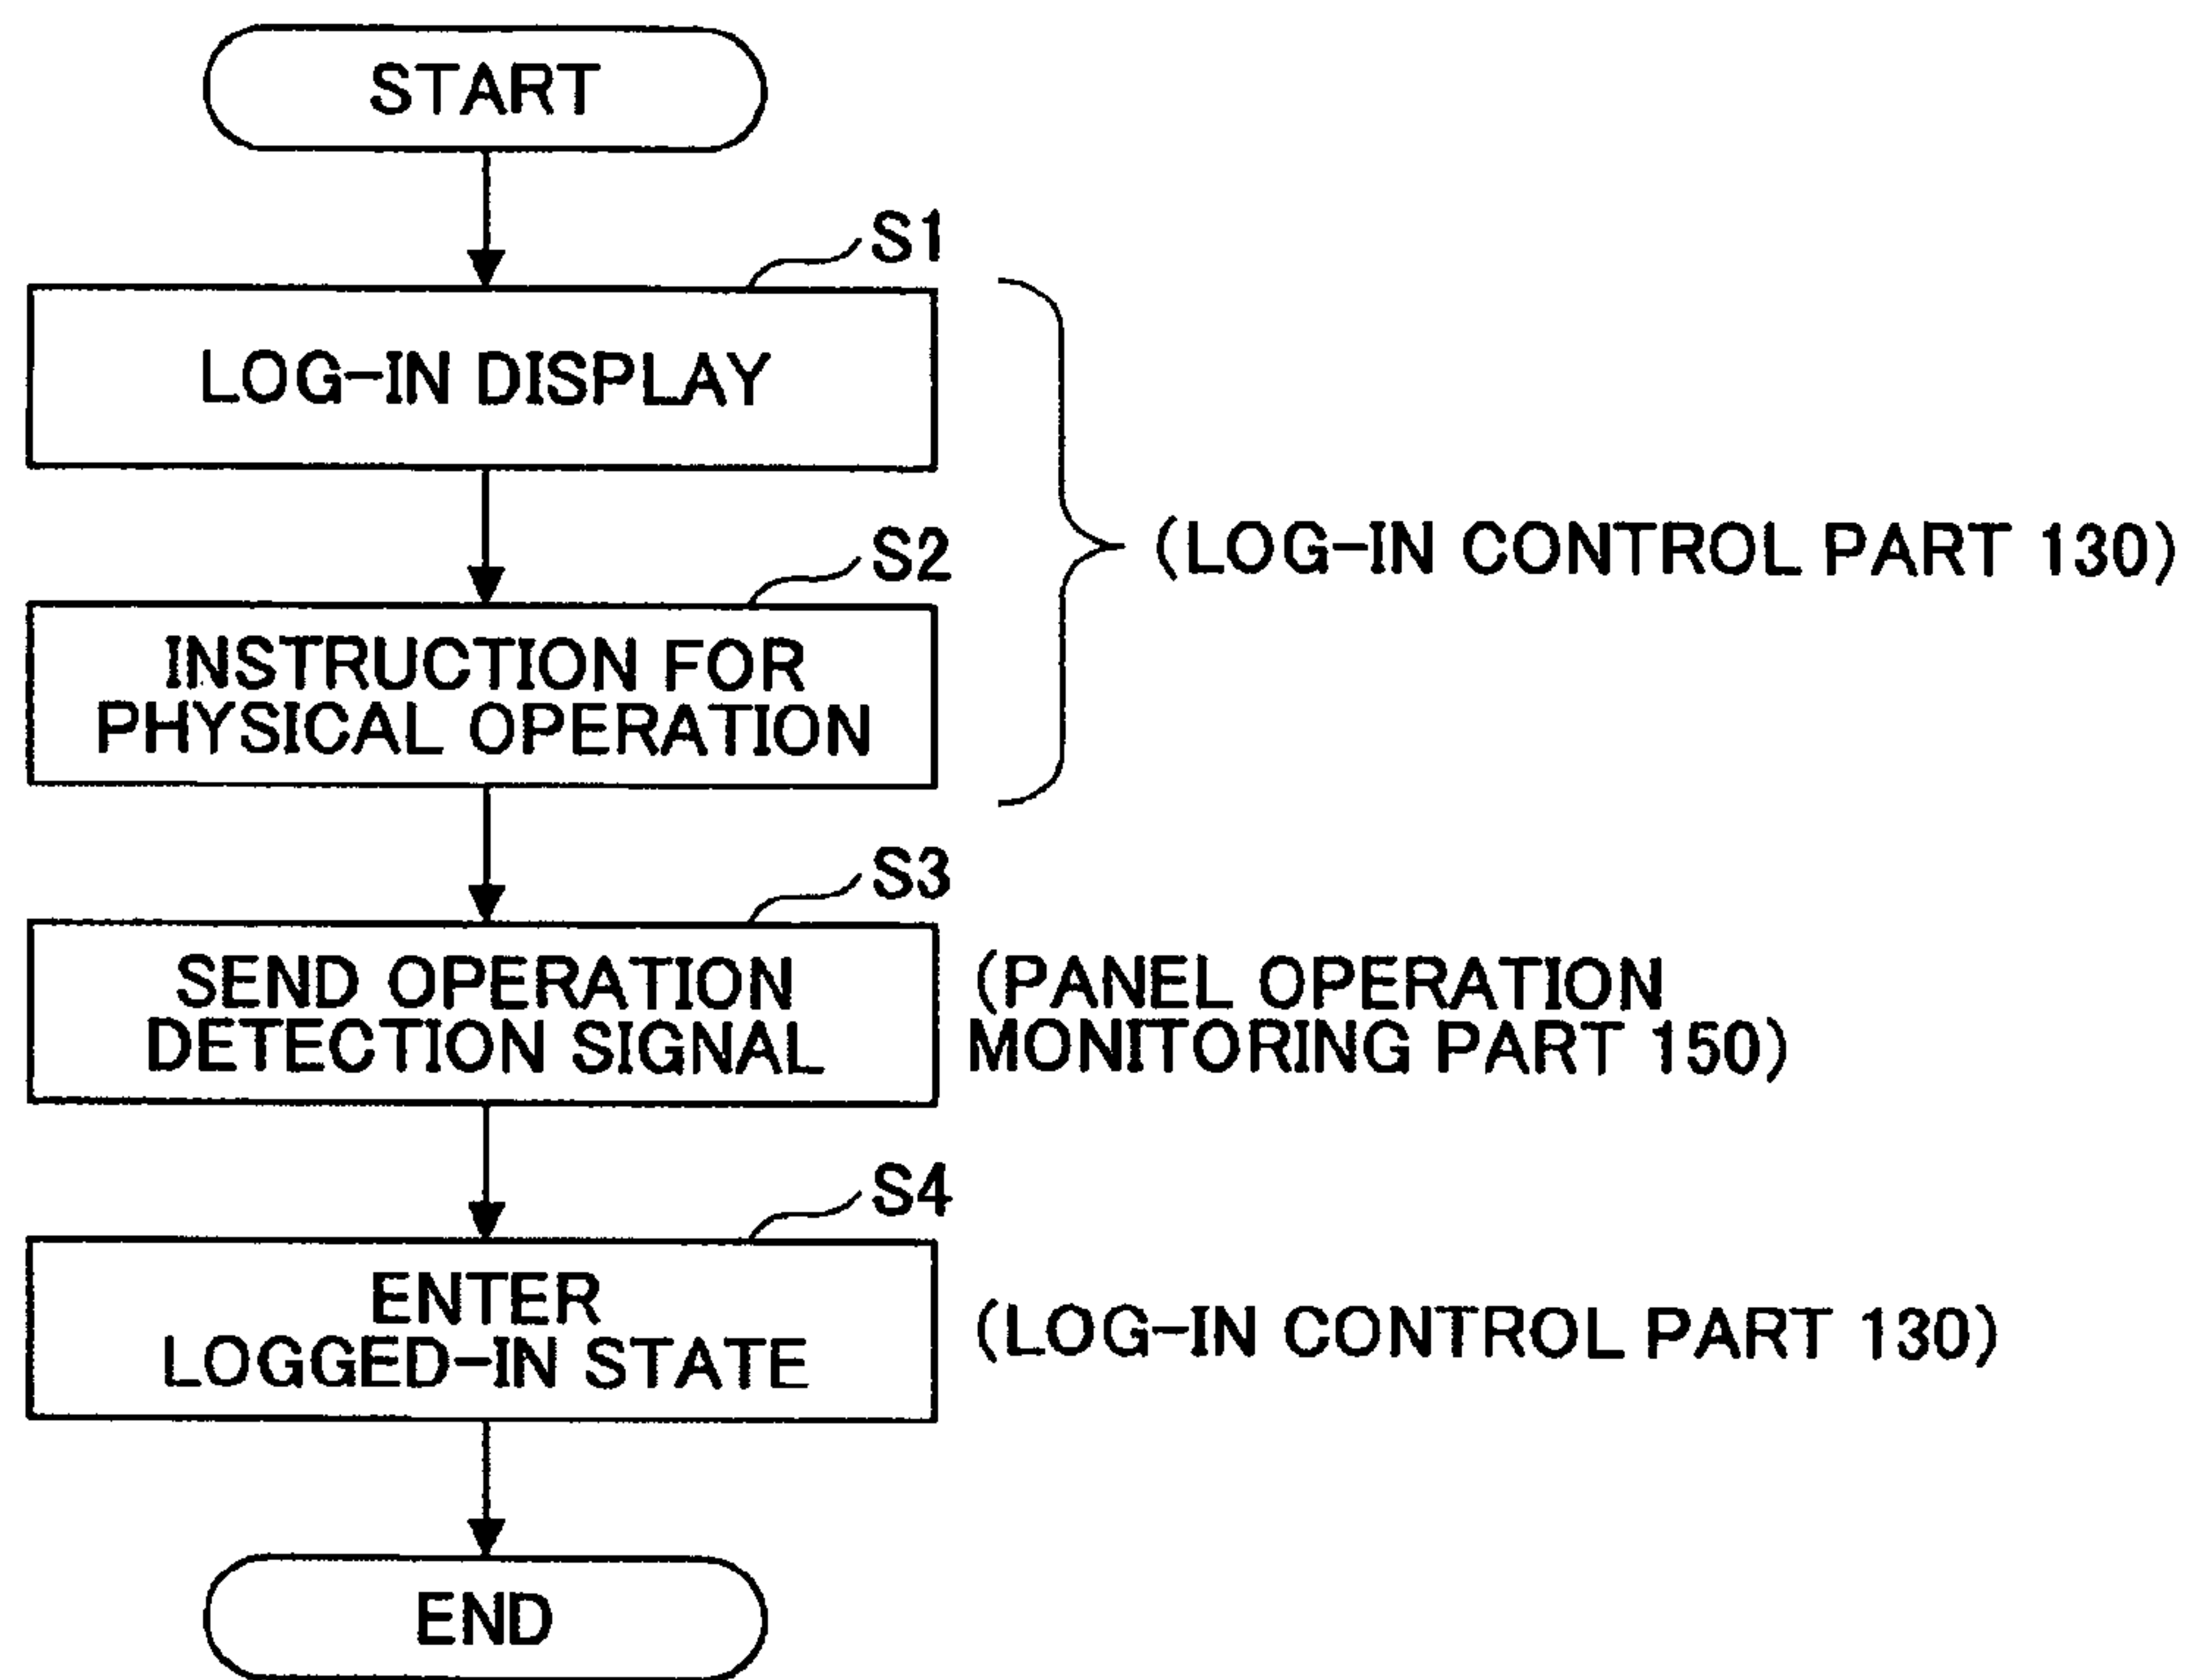 START
S1
LOG-IN DISPLAY
S2
(LOG-IN CONTROL PART 130)
INSTRUCTION FOR
PHYSICAL OPERATION
S3
SEND OPERATION
DETECTION SIGNAL
(PANEL OPERATION
MONITORING PART 150)
S4
ENTER
LOGGED-IN STATE
(LOG-IN CONTROL PART 130)
END